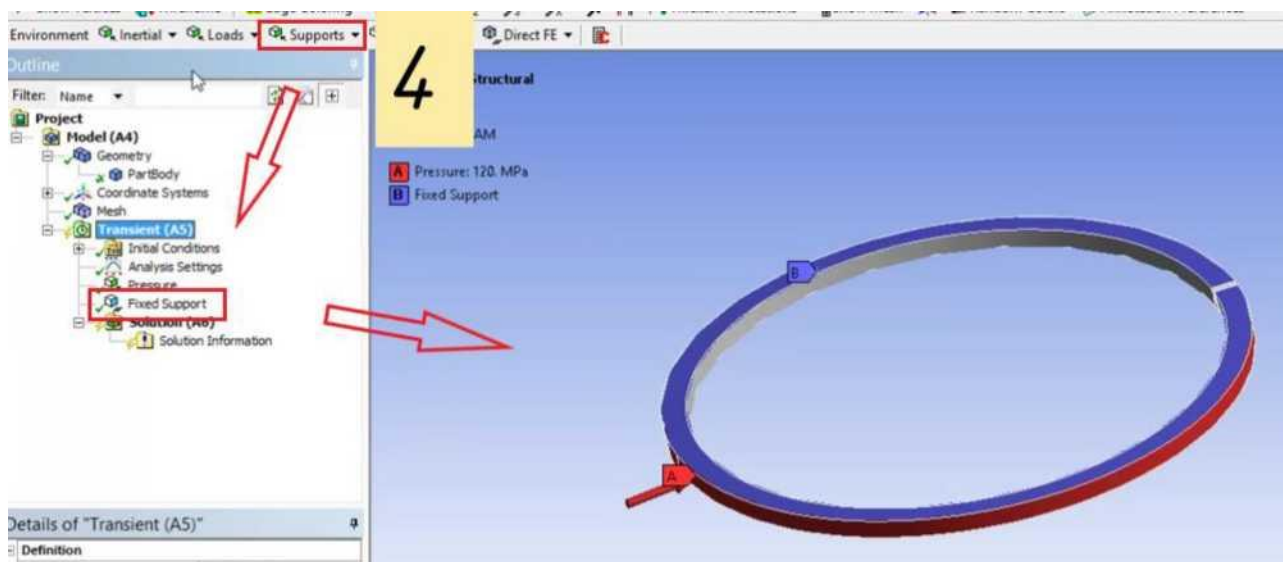 Environment Inertial Loads Supports Direct FE
Outline
4
Structural
Filter: Name
AM
Project
Model (A4)
Geometry
PartBody
Coordinate Systems
Mesh
Transient (A5)
Initial Conditions
Analysis Settings
Pressure
Fixed Support
Solution (A6)
Solution Information
A Pressure: 120. MPa
B Fixed Support
B
A
Details of "Transient (A5)"
Definition